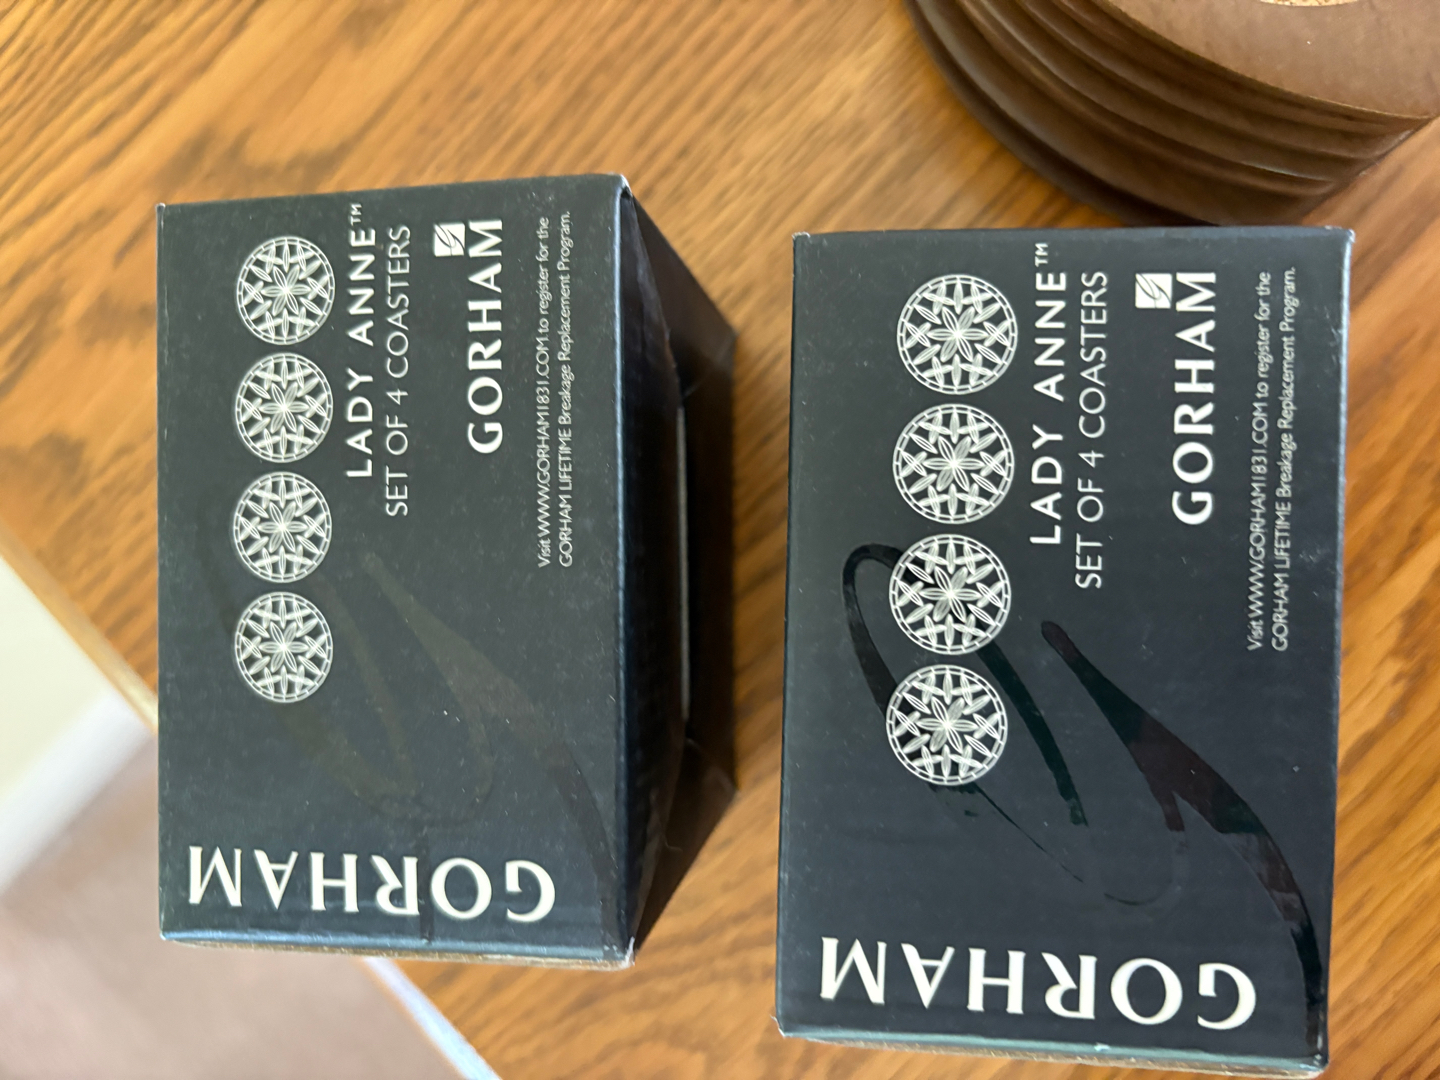 LADY ANNE™
SET OF 4 COASTERS
GORHAM
Visit WWW.GORHAM1831.COM to register for the
GORHAM LIFETIME Breakage Replacement Program.
GORHAM
LADY ANNE™
SET OF 4 COASTERS
GORHAM
Visit WWW.GORHAM1831.COM to register for the
GORHAM LIFETIME Breakage Replacement Program.
GORHAM